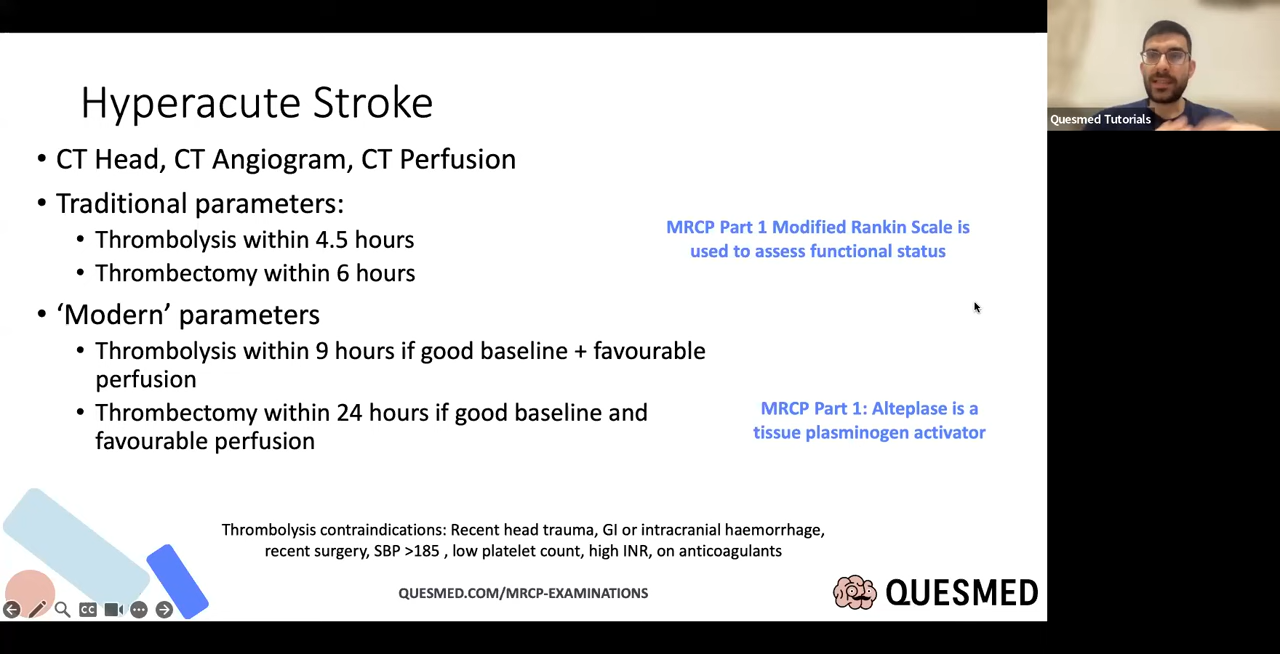 Hyperacute Stroke
• CT Head, CT Angiogram, CT Perfusion
• Traditional parameters:
• Thrombolysis within 4.5 hours
• Thrombectomy within 6 hours
• ‘Modern’ parameters
• Thrombolysis within 9 hours if good baseline + favourable
perfusion
• Thrombectomy within 24 hours if good baseline and
favourable perfusion
MRCP Part 1 Modified Rankin Scale is
used to assess functional status
MRCP Part 1: Alteplase is a
tissue plasminogen activator
Thrombolysis contraindications: Recent head trauma, GI or intracranial haemorrhage,
recent surgery, SBP >185 , low platelet count, high INR, on anticoagulants
QUESMED.COM/MRCP-EXAMINATIONS
QUESMED
CC
Quesmed Tutorials